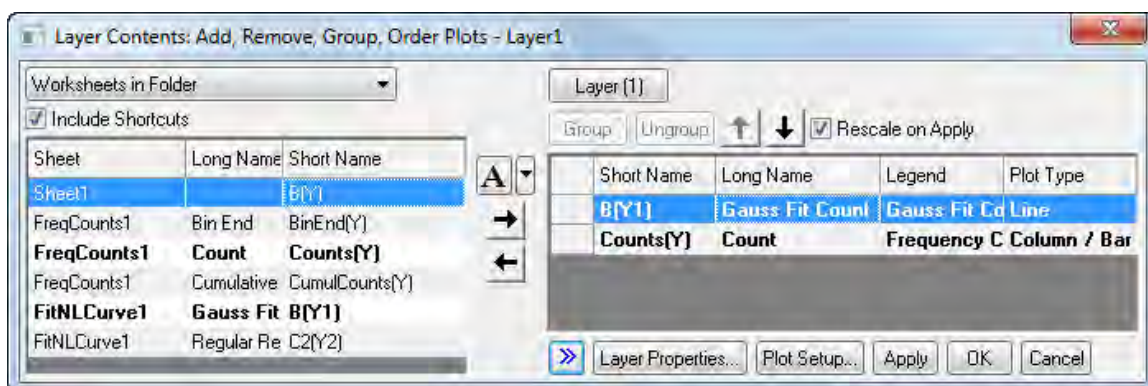 Layer Contents: Add, Remove, Group, Order Plots - Layer1
Worksheets in Folder
Include Shortcuts
Sheet Long Name Short Name
Sheet1 B(Y)
FreqCounts1 Bin End BinEnd(Y)
FreqCounts1 Count Counts(Y)
FreqCounts1 Cumulative CumulCounts(Y)
FitNLCurve1 Gauss Fit B(Y1)
FitNLCurve1 Regular Re C2(Y2)
A
Layer (1)
Group Ungroup Rescale on Apply
Short Name Long Name Legend Plot Type
B(Y1) Gauss Fit Count Gauss Fit Co Line
Counts(Y) Count Frequency C Column / Bar
Layer Properties... Plot Setup... Apply OK Cancel